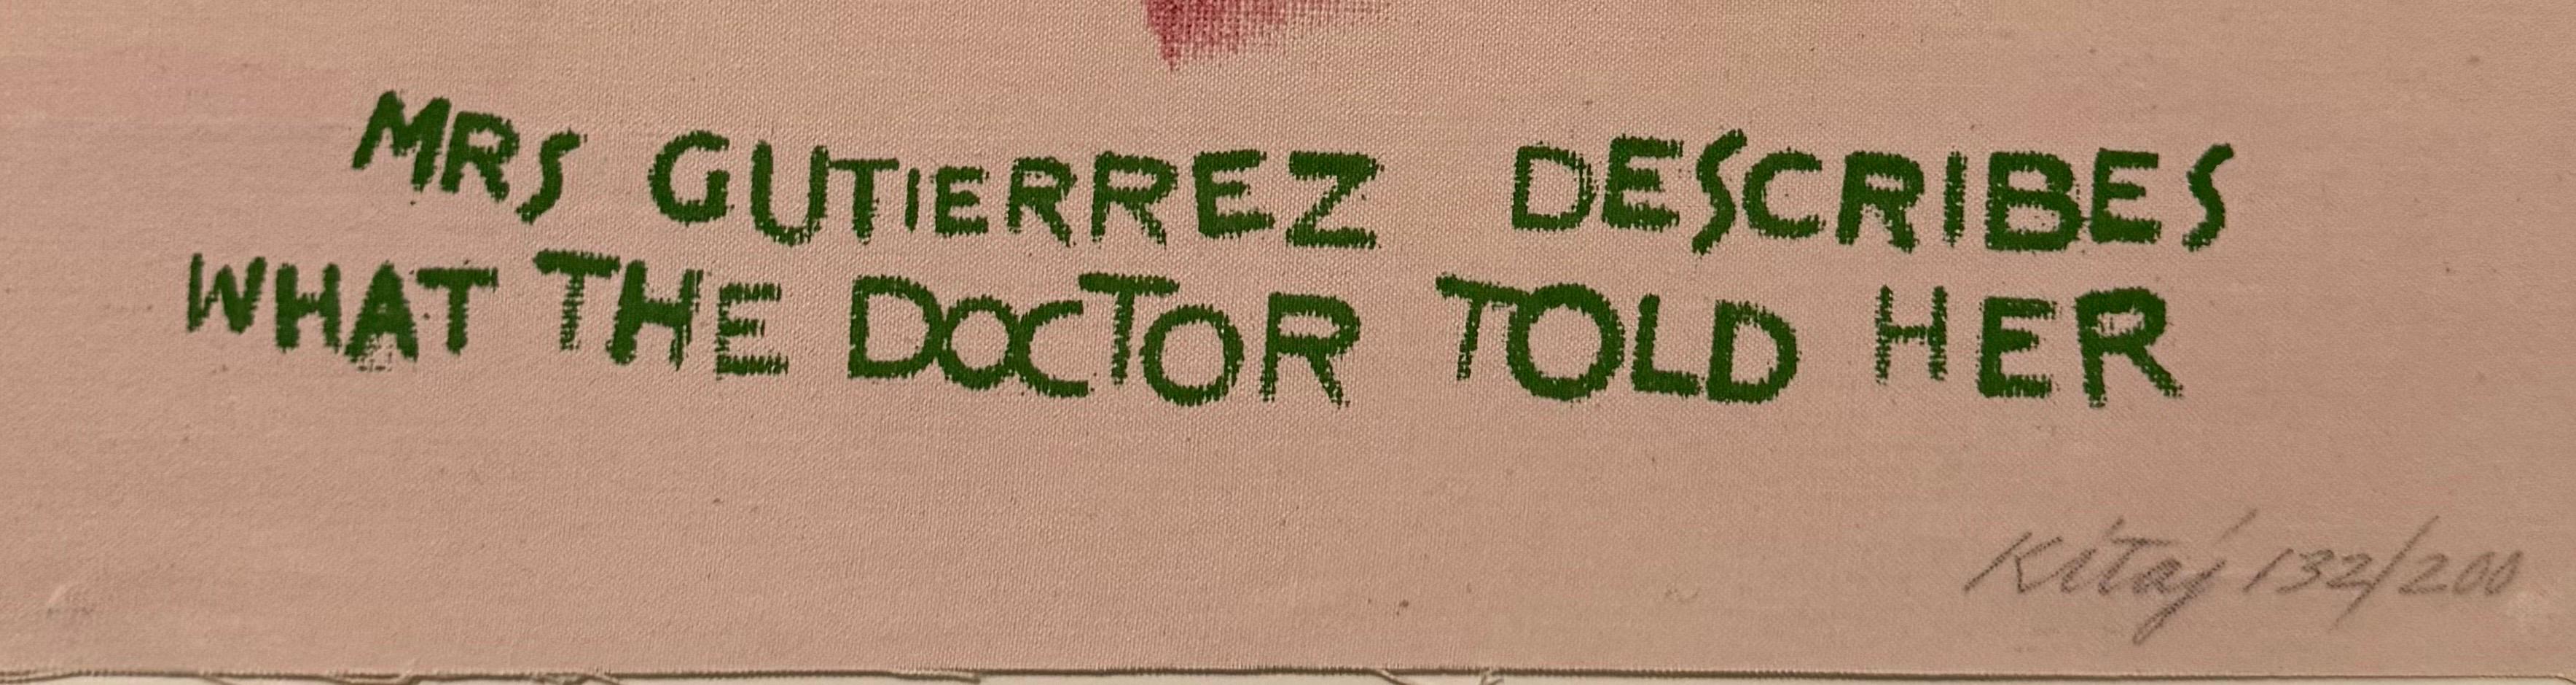 MRS GUTIERREZ DESCRIBES
WHAT THE DOCTOR TOLD HER
Kitaj 132/200